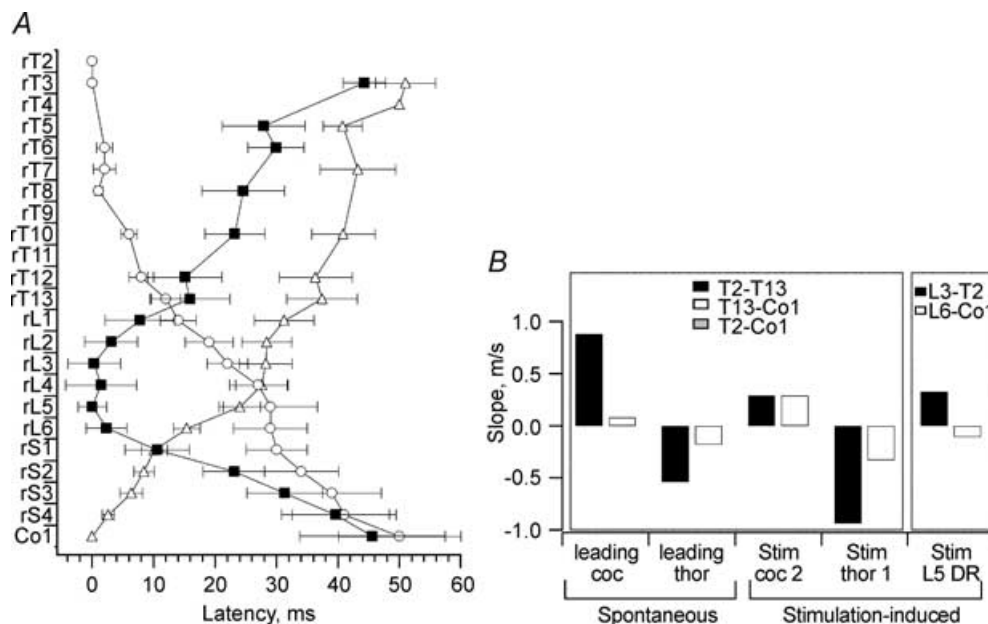 A
rT2
rT3
rT4
rT5
rT6
rT7
rT8
rT9
rT10
rT11
rT12
rT13
rL1
rL2
rL3
rL4
rL5
rL6
rS1
rS2
rS3
rS4
Co1
0 10 20 30 40 50 60
Latency, ms
B
T2-T13
T13-Co1
T2-Co1
L3-T2
L6-Co1
1.0
0.5
0.0
-0.5
-1.0
Slope, m/s
leading coc
leading thor
Stim coc 2
Stim thor 1
Stim L5 DR
Spontaneous
Stimulation-induced